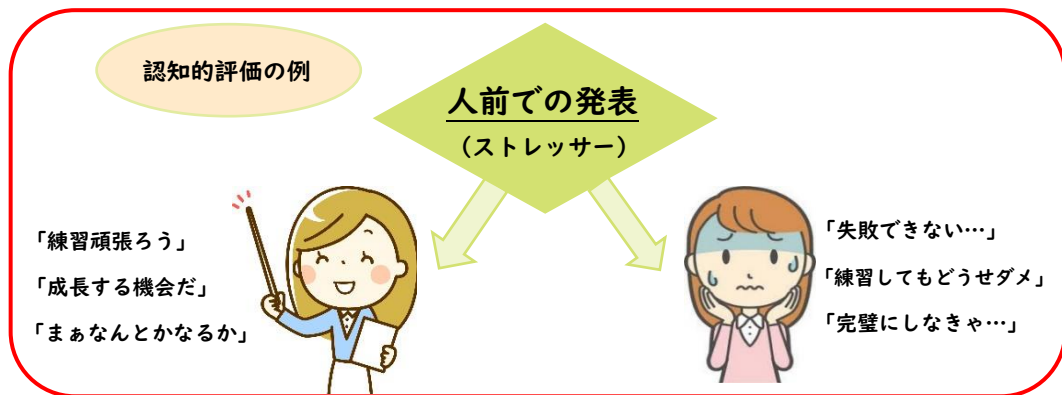 認知的評価の例
人前での発表
（ストレッサー）
「練習頑張ろう」
「成長する機会だ」
「まぁなんとかなるか」
「失敗できない…」
「練習してもどうせダメ」
「完璧にしなきゃ…」